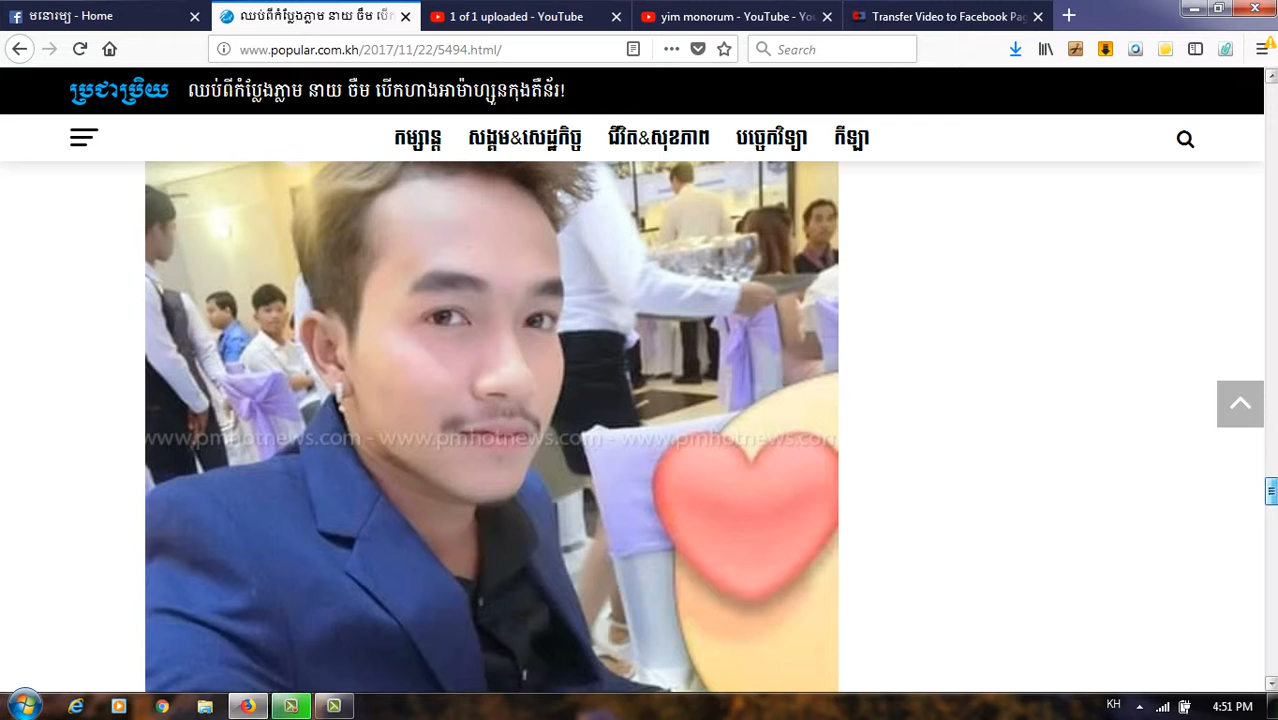 មនោរម្យ - Home
ឈប់ពីកំប្លែងភ្លាម នាយ ចឺម បើក
1 of 1 uploaded - YouTube
yim monorum - YouTube - Yo
Transfer Video to Facebook Pa
www.popular.com.kh/2017/11/22/5494.html/
Search
ប្រជាប្រិយ
ឈប់ពីកំប្លែងភ្លាម នាយ ចឺម បើកហាងអាម៉ាហ្សូនកុងតឺន័រ!
កម្សាន្ត សង្គម&សេដ្ឋកិច្ច ជីវិត&សុខភាព បច្ចេកវិទ្យា កីឡា
www.pmhotnews.com - www.pmhotnews.com - www.pmhotnews.com
KH
4:51 PM